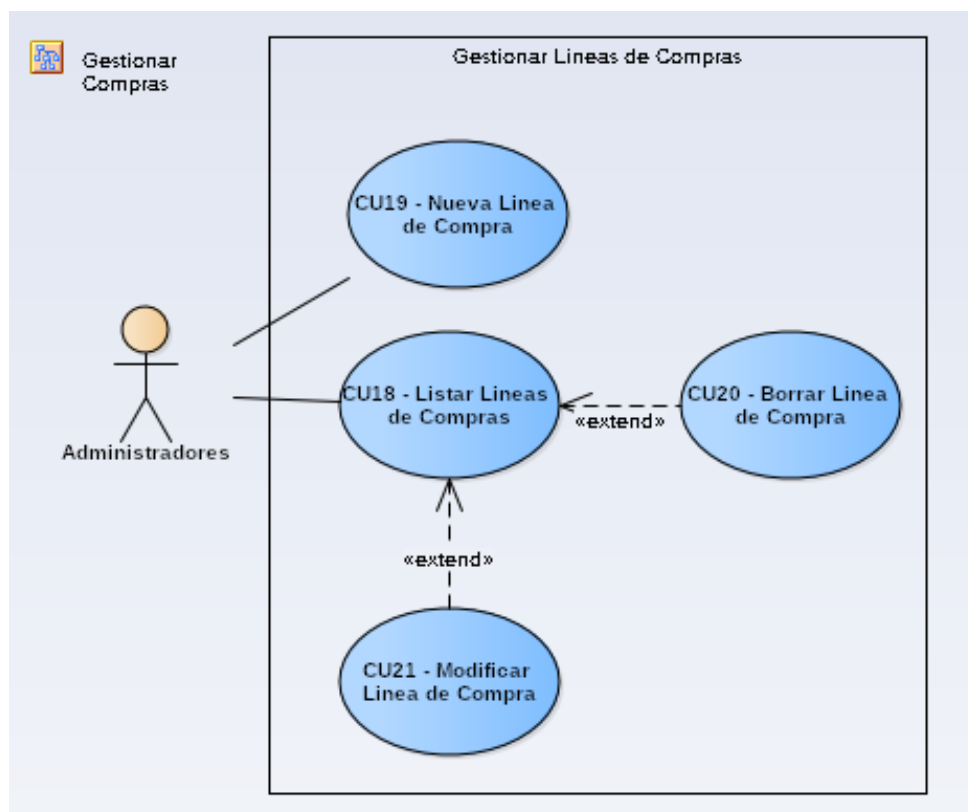 Gestionar
Compras
Gestionar Lineas de Compras
CU19 - Nueva Linea
de Compra
CU18 - Listar Lineas
de Compras
«extend»
CU20 - Borrar Linea
de Compra
Administradores
«extend»
CU21 - Modificar
Linea de Compra